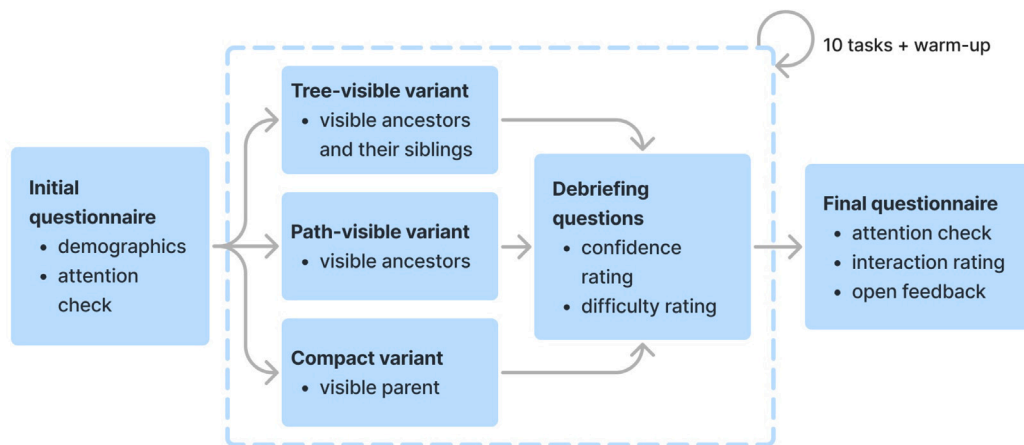 10 tasks + warm-up
Initial
questionnaire
• demographics
• attention
check
Tree-visible variant
• visible ancestors
and their siblings
Path-visible variant
• visible ancestors
Compact variant
• visible parent
Debriefing
questions
• confidence
rating
• difficulty rating
Final questionnaire
• attention check
• interaction rating
• open feedback